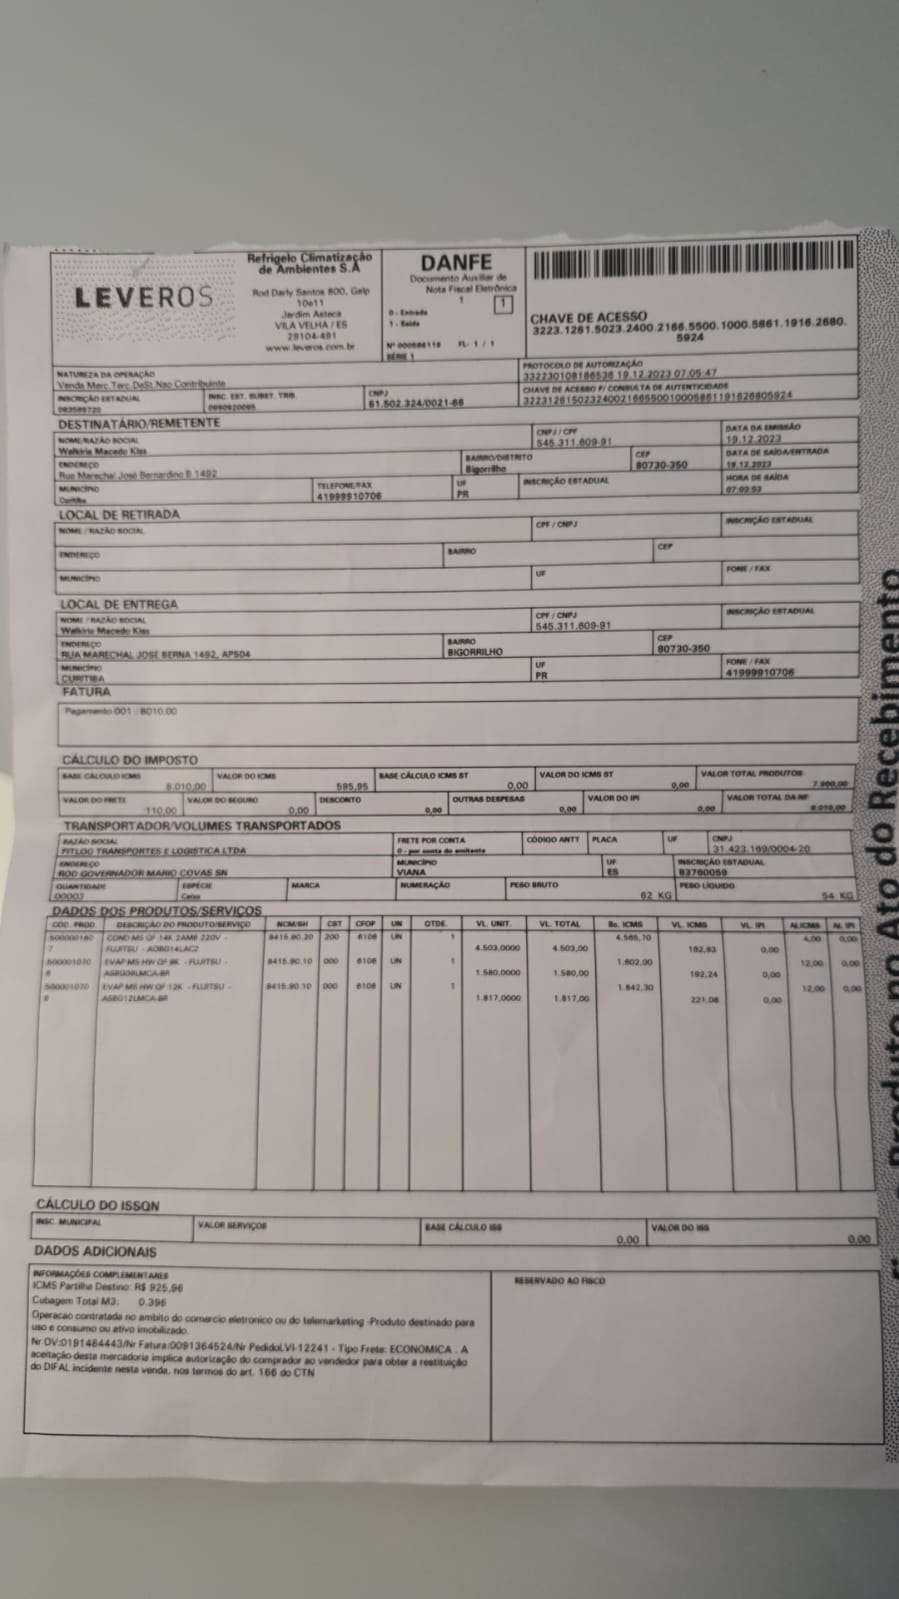 LEVEROS
Refrigelo Climatização
de Ambientes S.A
Rod Darly Santos 800, Galp
10e11
Jardim Asteca
VILA VELHA / ES
29104-491
www.leveros.com.br
DANFE
Documento Auxiliar de
Nota Fiscal Eletrônica
1
0 - Entrada
1 - Saída
1
FL: 1 / 1
SÉRIE 1
CHAVE DE ACESSO
3223.1261.5023.2400.2166.5500.1000.5861.1916.2680.
5924
NATUREZA DA OPERAÇÃO
Venda Merc.Terc.DeSt.Nao Contribuinte
PROTOCOLO DE AUTORIZAÇÃO
332230108186536 19.12.2023 07:05:47
INSCRIÇÃO ESTADUAL
INSC. EST. SUBST. TRIB.
CNPJ
61.502.324/0021-66
CHAVE DE ACESSO P/ CONSULTA DE AUTENTICIDADE
32231261502324002166550010005861191626805924
DESTINATÁRIO/REMETENTE
NOME/RAZÃO SOCIAL
Walkiria Macedo Kiss
CNPJ / CPF
545.311.609-91
DATA DA EMISSÃO
19.12.2023
ENDEREÇO
Rua Marechal José Bernardino B 1492
BAIRRO/DISTRITO
Bigorrilho
CEP
80730-350
DATA DE SAÍDA/ENTRADA
19.12.2023
MUNICÍPIO
Curitiba
TELEFONE/FAX
41999910706
UF
PR
INSCRIÇÃO ESTADUAL
HORA DE SAÍDA
07:03:53
LOCAL DE RETIRADA
NOME / RAZÃO SOCIAL
CPF / CNPJ
INSCRIÇÃO ESTADUAL
ENDEREÇO
BAIRRO
CEP
MUNICÍPIO
UF
FONE / FAX
LOCAL DE ENTREGA
NOME / RAZÃO SOCIAL
Walkiria Macedo Kiss
CPF / CNPJ
545.311.609-91
INSCRIÇÃO ESTADUAL
ENDEREÇO
RUA MARECHAL JOSÉ BERNA 1492, AP504
BAIRRO
BIGORRILHO
CEP
80730-350
MUNICÍPIO
CURITIBA
UF
PR
FONE / FAX
41999910706
FATURA
Pagamento 001 : 8010.00
CÁLCULO DO IMPOSTO
BASE CÁLCULO ICMS
8.010,00
VALOR DO ICMS
595,95
BASE CÁLCULO ICMS ST
0,00
VALOR DO ICMS ST
0,00
VALOR TOTAL PRODUTOS
7.900,00
VALOR DO FRETE
110,00
VALOR DO SEGURO
0,00
DESCONTO
0,00
OUTRAS DESPESAS
0,00
VALOR DO IPI
0,00
VALOR TOTAL DA NF
8.010,00
TRANSPORTADOR/VOLUMES TRANSPORTADOS
RAZÃO SOCIAL
FITLOG TRANSPORTES E LOGISTICA LTDA
FRETE POR CONTA
0 - por conta do emitente
CÓDIGO ANTT
PLACA
UF
CNPJ
31.423.169/0004-20
ENDEREÇO
ROD GOVERNADOR MARIO COVAS SN
MUNICÍPIO
VIANA
UF
ES
INSCRIÇÃO ESTADUAL
83760059
QUANTIDADE
00003
ESPÉCIE
Caixa
MARCA
NUMERAÇÃO
PESO BRUTO
62 KG
PESO LÍQUIDO
54 KG
DADOS DOS PRODUTOS/SERVIÇOS
COD. PROD. DESCRIÇÃO DO PRODUTO/SERVIÇO NCM/SH CST CFOP UN QTDE. VL. UNIT. VL. TOTAL Bc. ICMS VL. ICMS VL. IPI AL.ICMS AL. IPI
COND MS QF 14K 2AMB 220V - 8415.90.20 200 6108 UN 1 4.565,70 4,00 0,00
7 FUJITSU - AOBG14LAC2 4.503,0000 4.503,00 182,63 0,00
500001070 EVAP MS HW QF 9K - FUJITSU - 8415.90.10 000 6108 UN 1 1.602,00 12,00 0,00
8 ASBG09LMCA-BR 1.580,0000 1.580,00 192,24 0,00
500001070 EVAP MS HW QF 12K - FUJITSU - 8415.90.10 000 6108 UN 1 1.842,30 12,00 0,00
9 ASBG12LMCA-BR 1.817,0000 1.817,00 221,08 0,00
CÁLCULO DO ISSQN
INSC. MUNICIPAL
VALOR SERVIÇOS
BASE CÁLCULO ISS
0,00
VALOR DO ISS
0,00
DADOS ADICIONAIS
INFORMAÇÕES COMPLEMENTARES
RESERVADO AO FISCO
ICMS Partilha Destino: R$ 925,96
Cubagem Total M3: 0.396
Operacao contratada no ambito do comercio eletronico ou do telemarketing -Produto destinado para
uso e consumo ou ativo imobilizado.
Nr OV:0191484443/Nr Fatura:0091364524/Nr Pedido:LVI-12241 - Tipo Frete: ECONOMICA . A
aceitação desta mercadoria implica autorização do comprador ao vendedor para obter a restituição
do DIFAL incidente nesta venda, nos termos do art. 166 do CTN
Produto no Ato do Recebimento